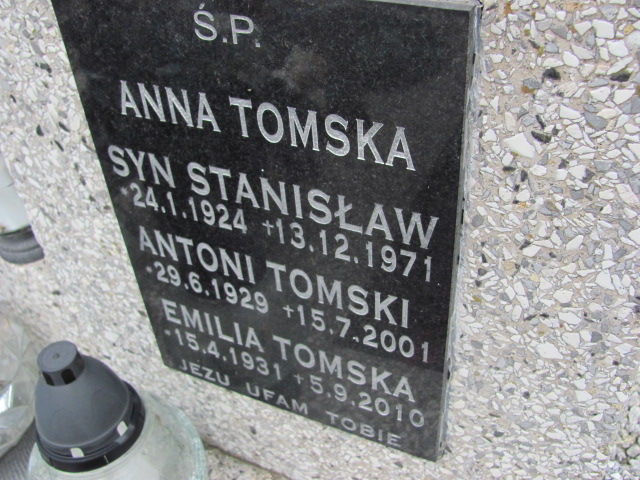 Ś.P.
ANNA TOMSKA
SYN STANISŁAW
*24.1.1924 +13.12.1971
ANTONI TOMSKI
*29.6.1929 +15.7.2001
EMILIA TOMSKA
*15.4.1931 +5.9.2010
JEZU UFAM TOBIE